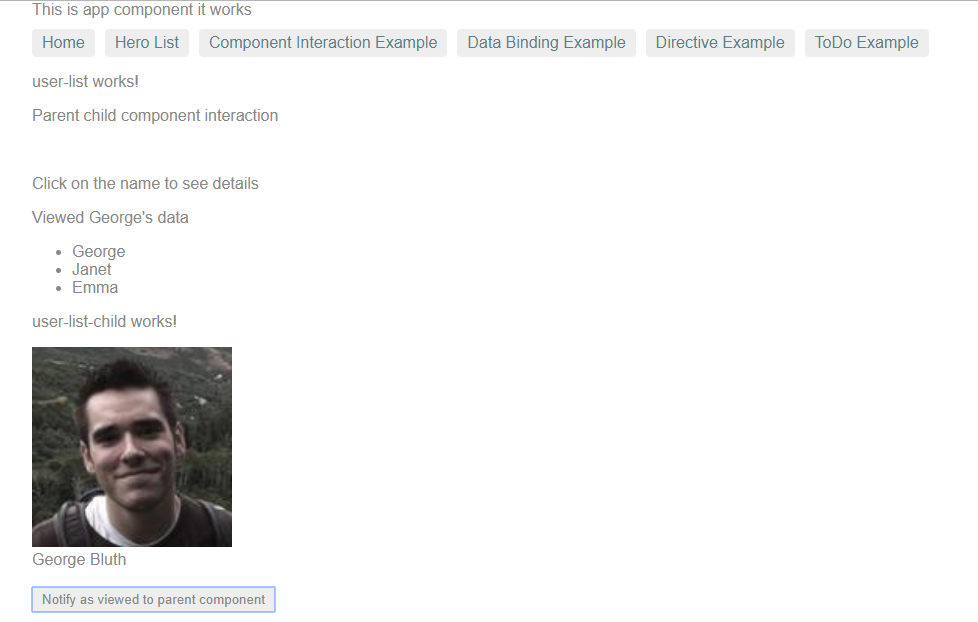 This is app component it works
Home Hero List Component Interaction Example Data Binding Example Directive Example ToDo Example
user-list works!
Parent child component interaction
Click on the name to see details
Viewed George's data
George
Janet
Emma
user-list-child works!
George Bluth
Notify as viewed to parent component